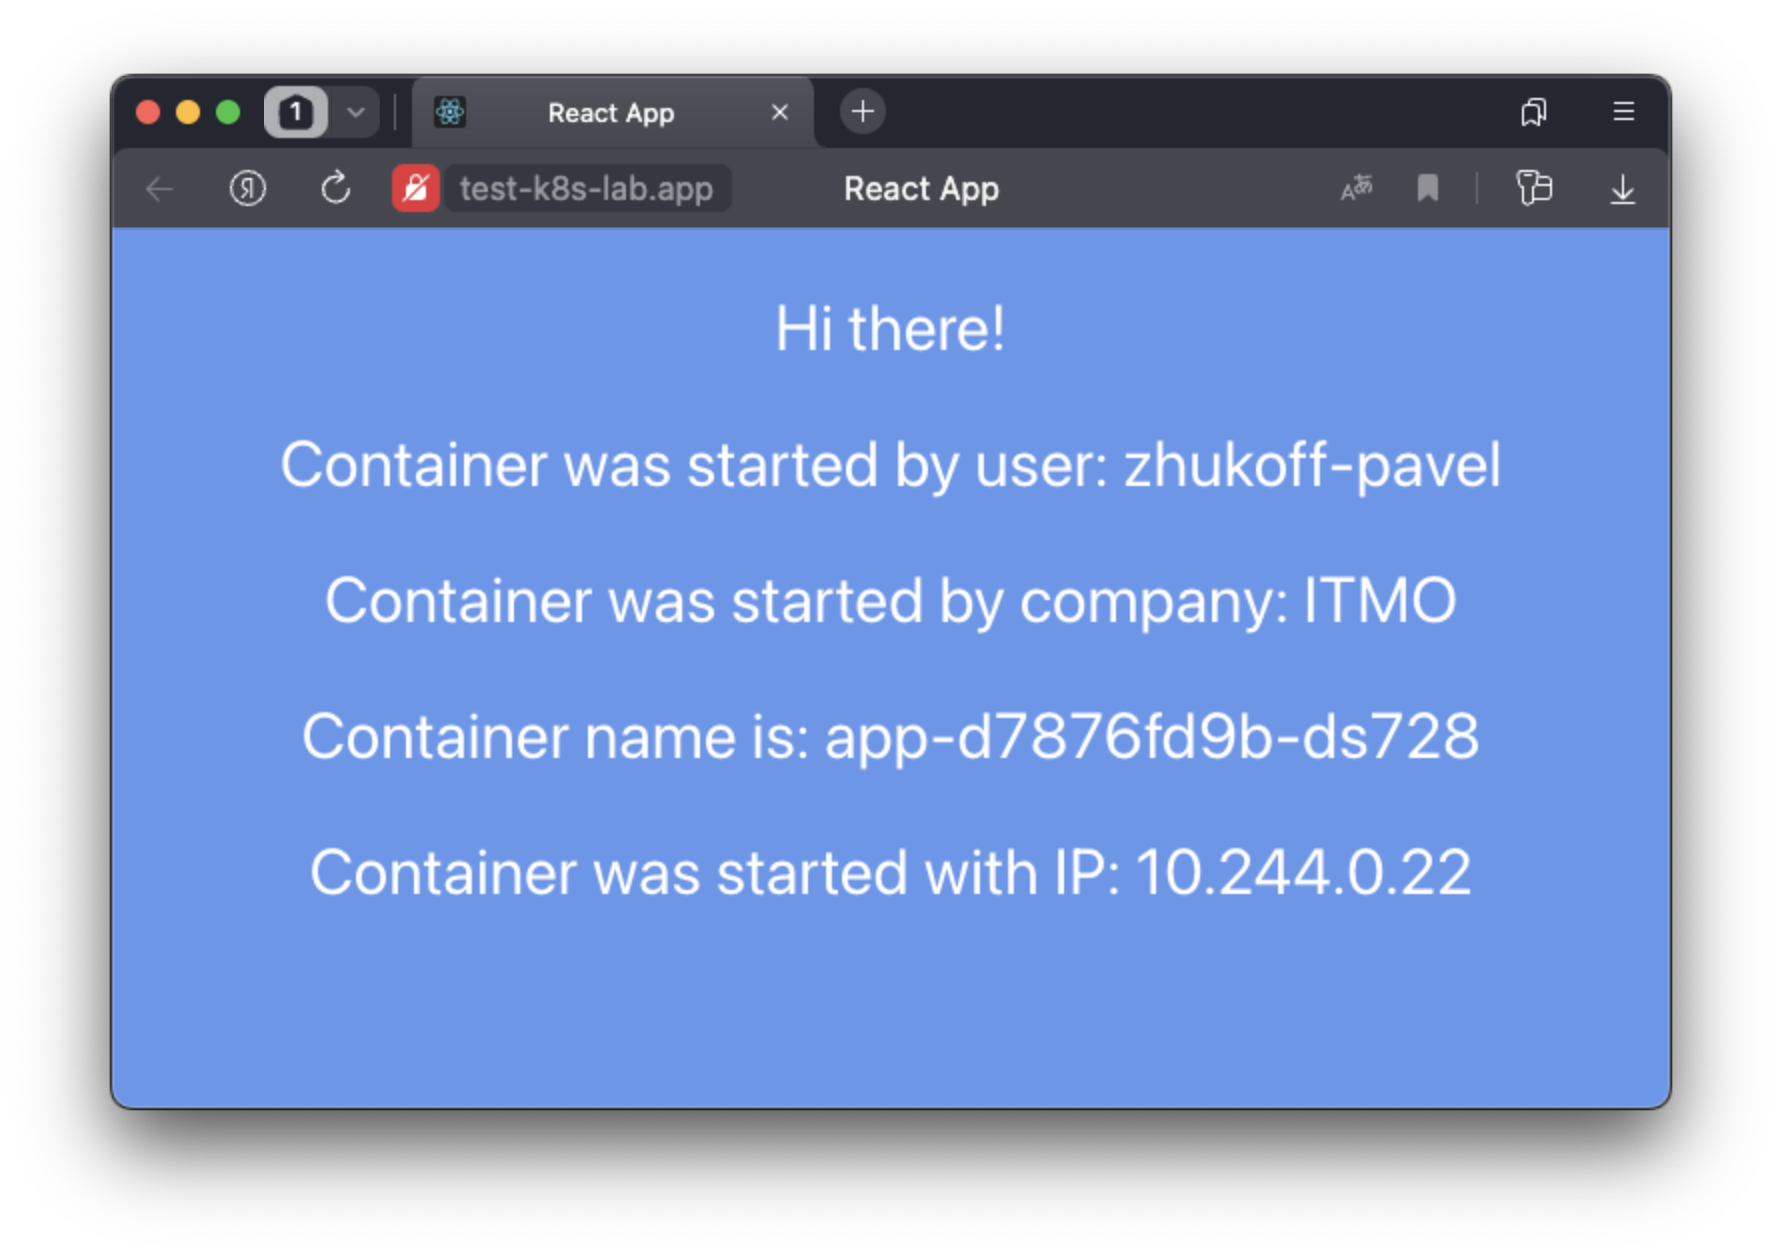 1
React App
test-k8s-lab.app React App
Hi there!
Container was started by user: zhukoff-pavel
Container was started by company: ITMO
Container name is: app-d7876fd9b-ds728
Container was started with IP: 10.244.0.22